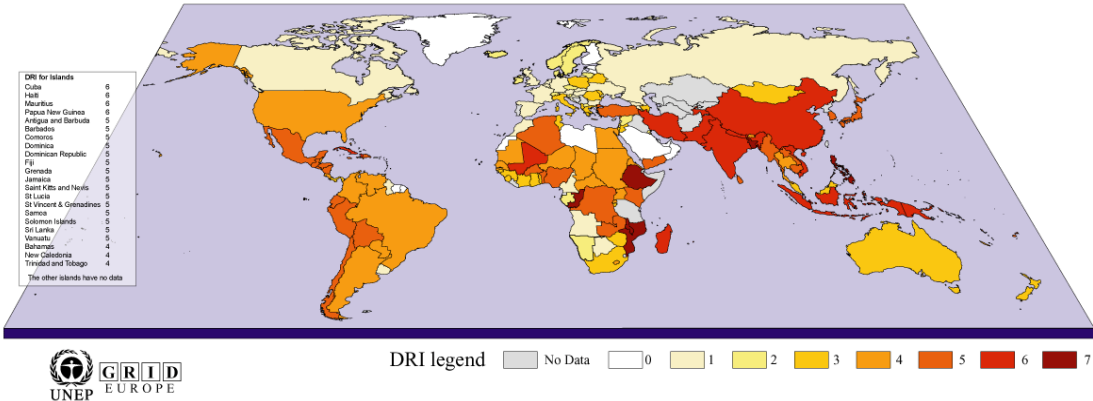 DRI for Islands
Cuba 6
Haiti 6
Mauritius 6
Papua New Guinea 6
Antigua and Barbuda 5
Barbados 5
Comoros 5
Dominica 5
Dominican Republic 5
Fiji 5
Grenada 5
Jamaica 5
Saint Kitts and Nevis 5
St Lucia 5
St Vincent & Grenadines 5
Samoa 5
Solomon Islands 5
Sri Lanka 5
Vanuatu 5
Bahamas 4
New Caledonia 4
Trinidad and Tobago 4
The other islands have no data
UNEP
GRID
EUROPE
DRI legend No Data 0 1 2 3 4 5 6 7